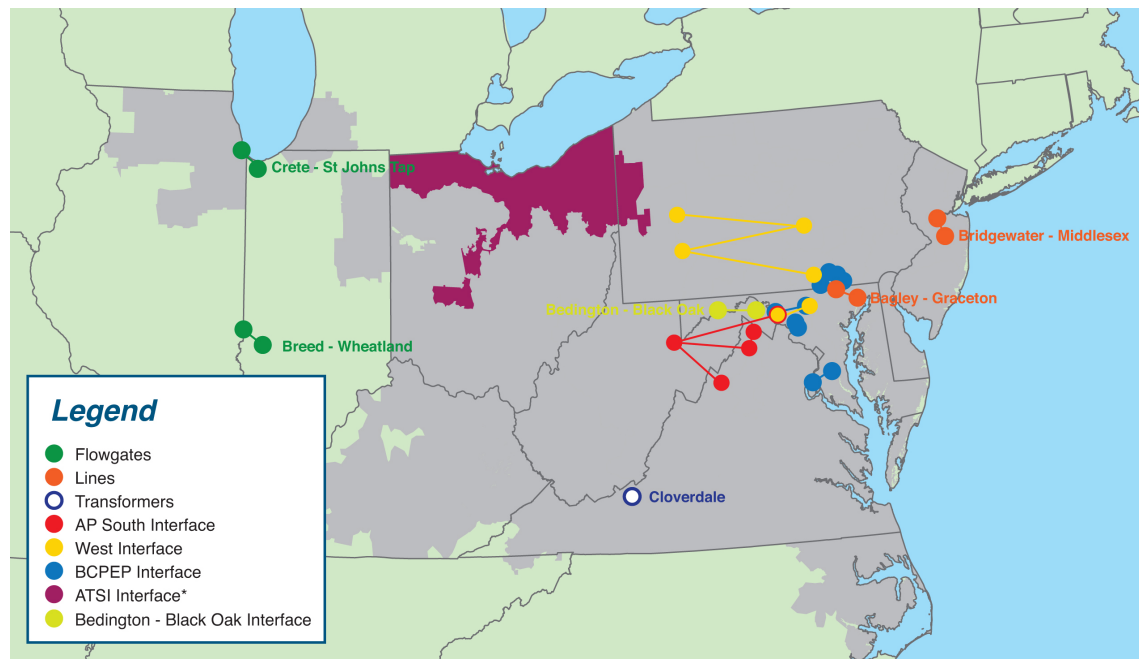 Crete - St Johns Tap
Bridgewater - Middlesex
Bagley - Graceton
Bedington - Black Oak
Breed - Wheatland
Cloverdale
Legend
Flowgates
Lines
Transformers
AP South Interface
West Interface
BCPEP Interface
ATSI Interface*
Bedington - Black Oak Interface